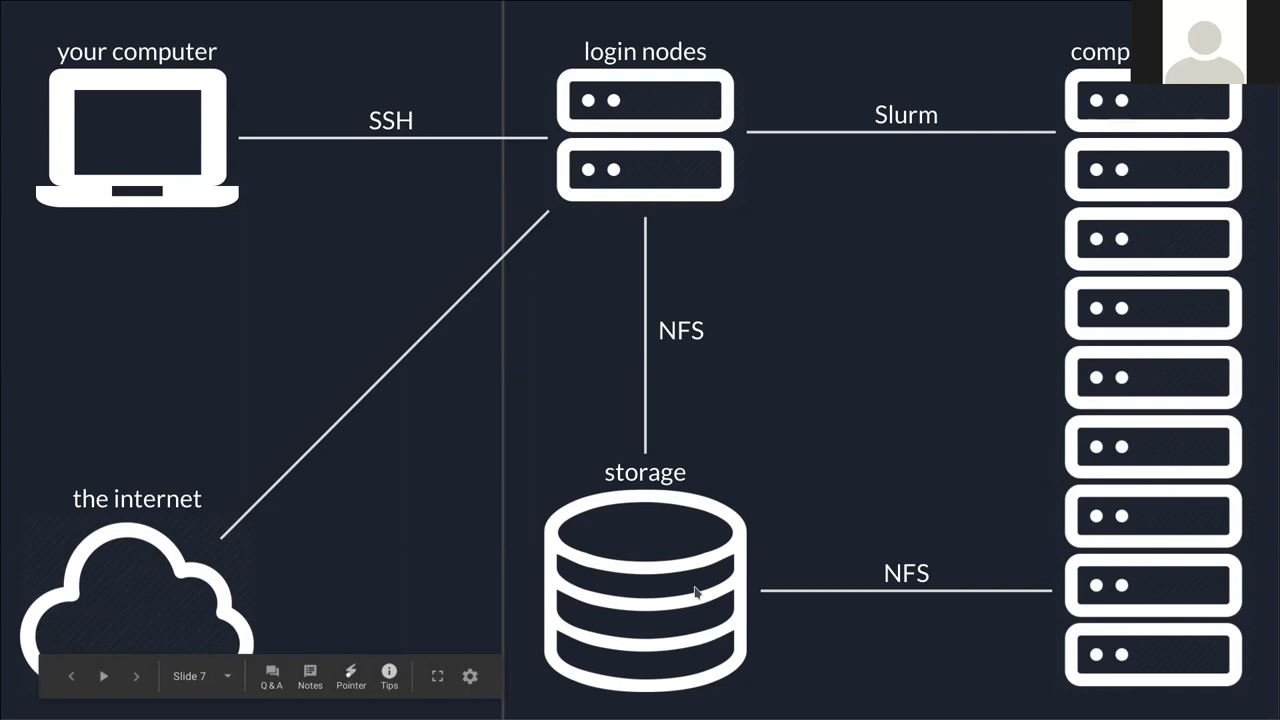 your computer
login nodes
comp
SSH
Slurm
NFS
storage
the internet
NFS
Slide 7
Q & A
Notes
Pointer
Tips